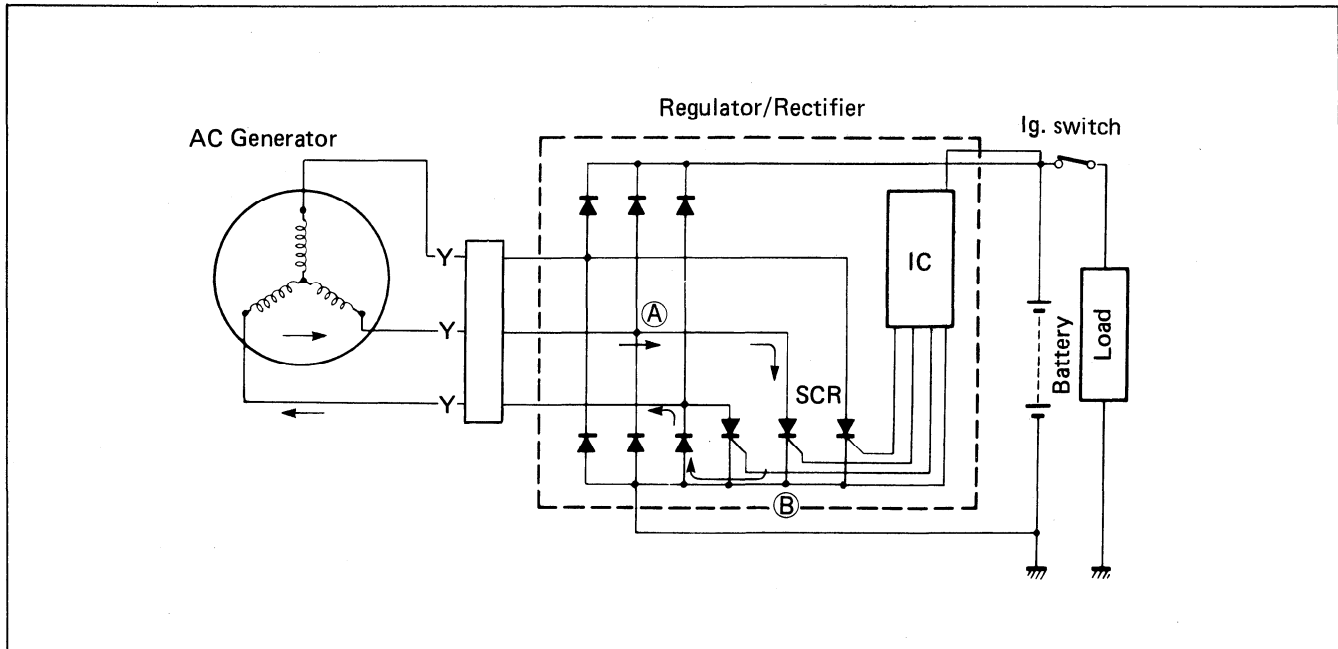 Regulator/Rectifier
Ig. switch
AC Generator
Y
IC
A
Y
Battery
Load
SCR
Y
B